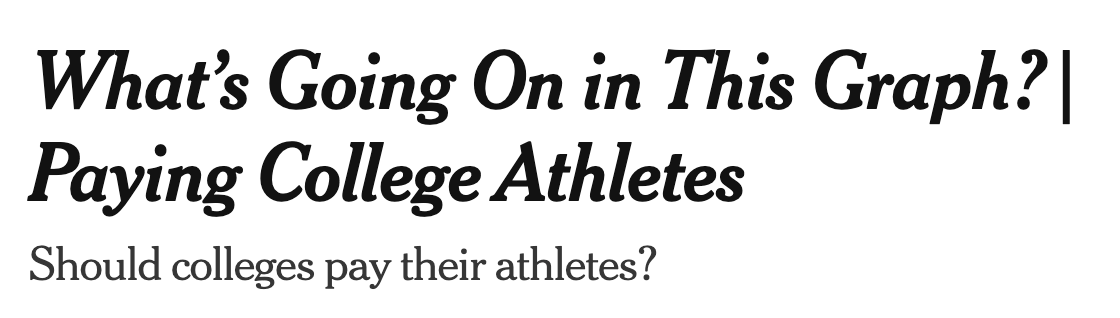 What’s Going On in This Graph? |
Paying College Athletes
Should colleges pay their athletes?